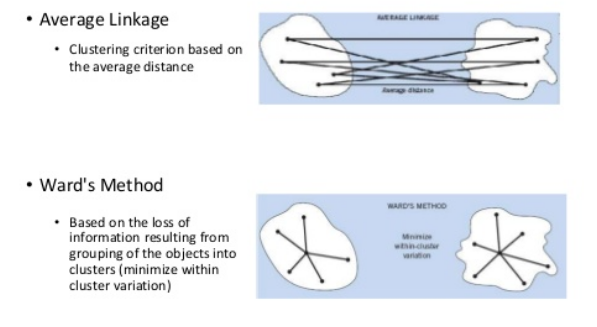 • Average Linkage
AVERAGE LINKAGE
• Clustering criterion based on
the average distance
Average distance
• Ward's Method
WARD'S METHOD
• Based on the loss of
information resulting from
grouping of the objects into
clusters (minimize within
cluster variation)
Minimize
within-cluster
variation